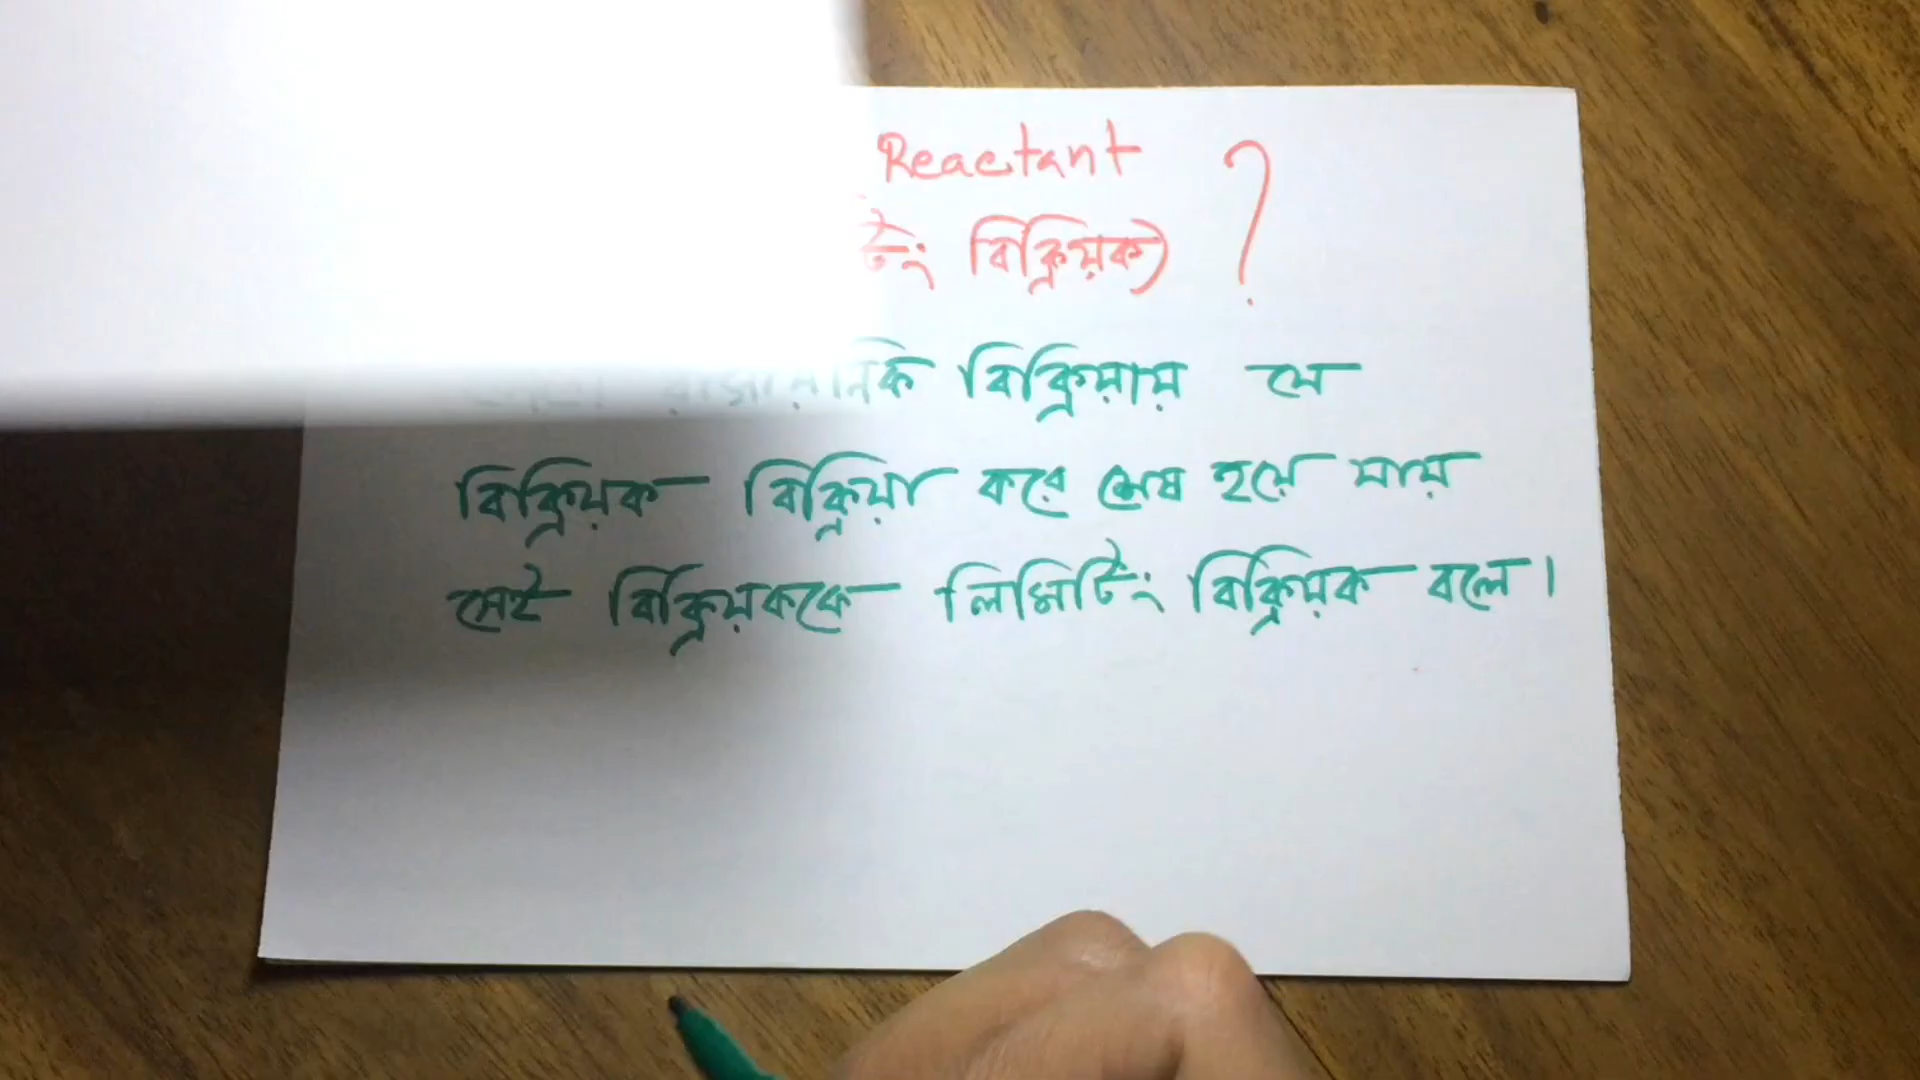 Reactant ?
বিক্রিয়ক)
বিক্রিয়ায় যে
বিক্রিয়ক বিক্রিয়া করে শেষ হয়ে যায়
সেই বিক্রিয়ককে লিমিটিং বিক্রিয়ক বলে।